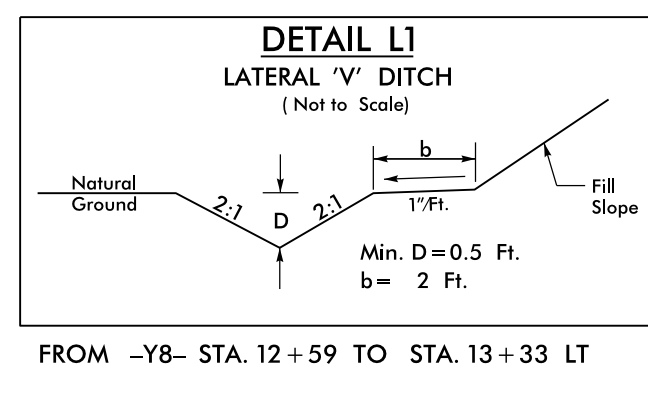 DETAIL L1
LATERAL 'V' DITCH
(Not to Scale)
b
Natural
Ground
2:1
D
2:1
1"/Ft.
Fill
Slope
Min. D=0.5 Ft.
b= 2 Ft.
FROM -Y8- STA. 12+59 TO STA. 13+33 LT